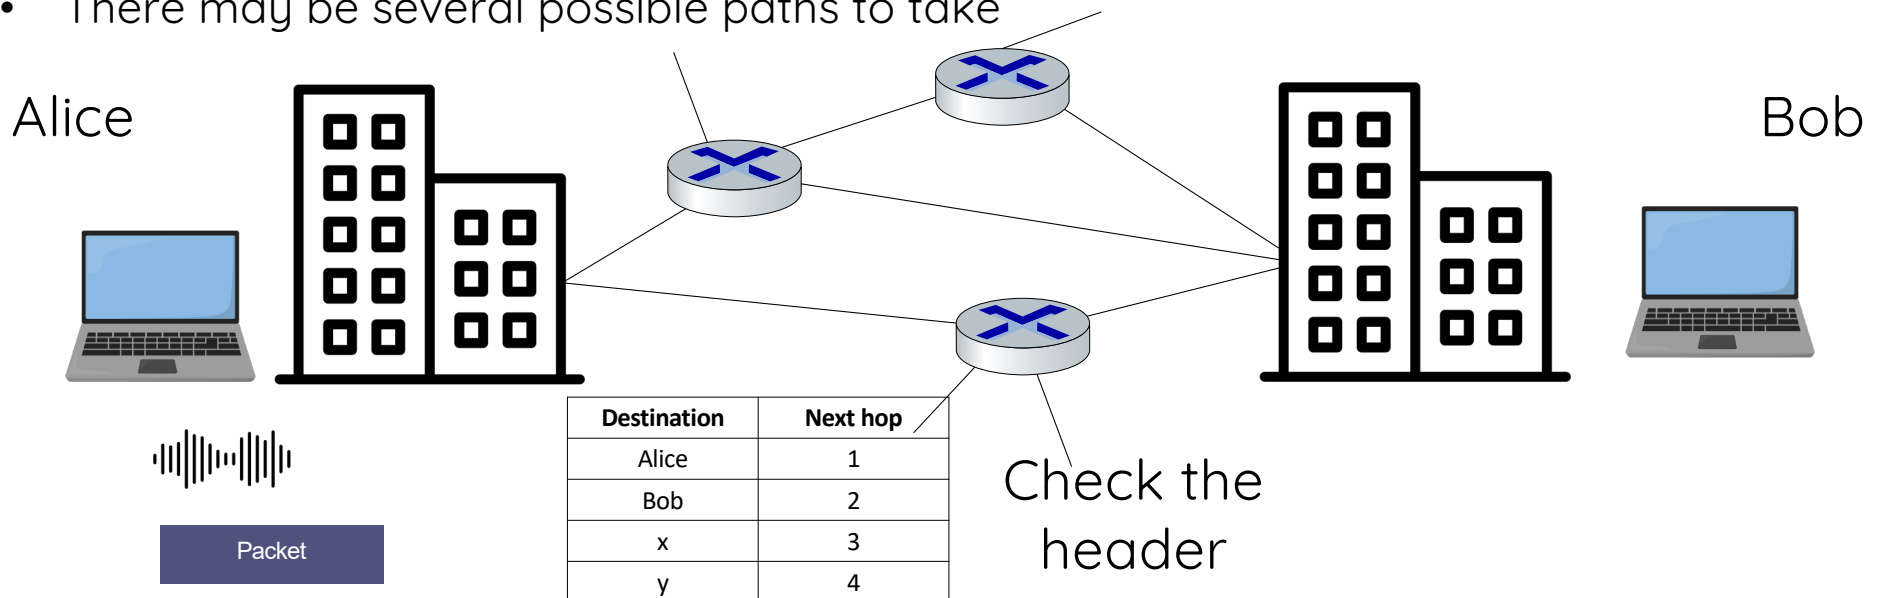 • There may be several possible paths to take
Alice
Bob
Destination Next hop
Alice 1
Bob 2
x 3
y 4
Check the
header
Packet